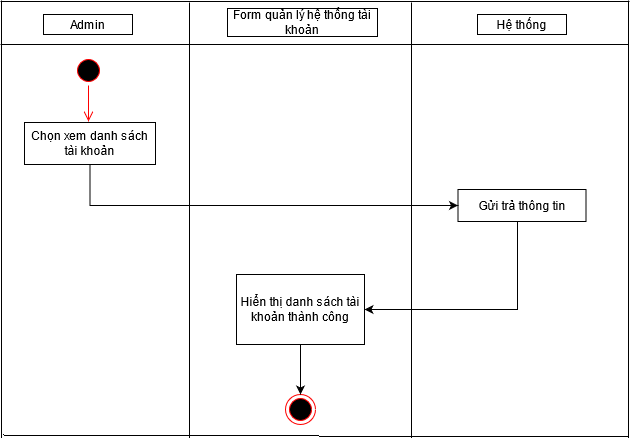 Admin
Form quản lý hệ thống tài
khoản
Hệ thống
Chọn xem danh sách
tài khoản
Gửi trả thông tin
Hiển thị danh sách tài
khoản thành công